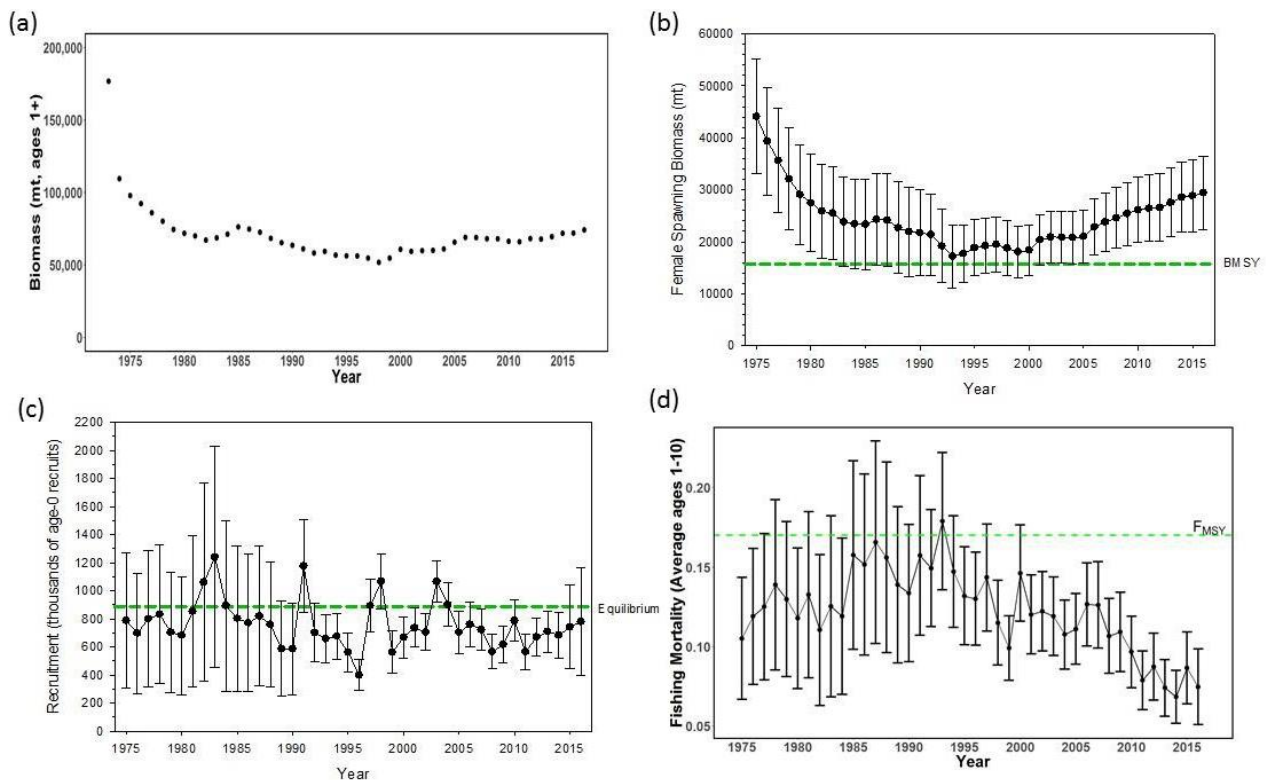 (a)
200,000
150,000
100,000
50,000
0
Biomass (mt, ages 1+)
1975 1980 1985 1990 1995 2000 2005 2010 2015
Year
(b)
60000
50000
40000
30000
20000
10000
0
Female Spawning Biomass (mt)
BMSY
1975 1980 1985 1990 1995 2000 2005 2010 2015
Year
(c)
2200
2000
1800
1600
1400
1200
1000
800
600
400
200
0
Recruitment (thousands of age-0 recruits)
Equilibrium
1975 1980 1985 1990 1995 2000 2005 2010 2015
Year
(d)
0.20
0.15
0.10
0.05
Fishing Mortality (Average ages 1-10)
FMSY
1975 1980 1985 1990 1995 2000 2005 2010 2015
Year